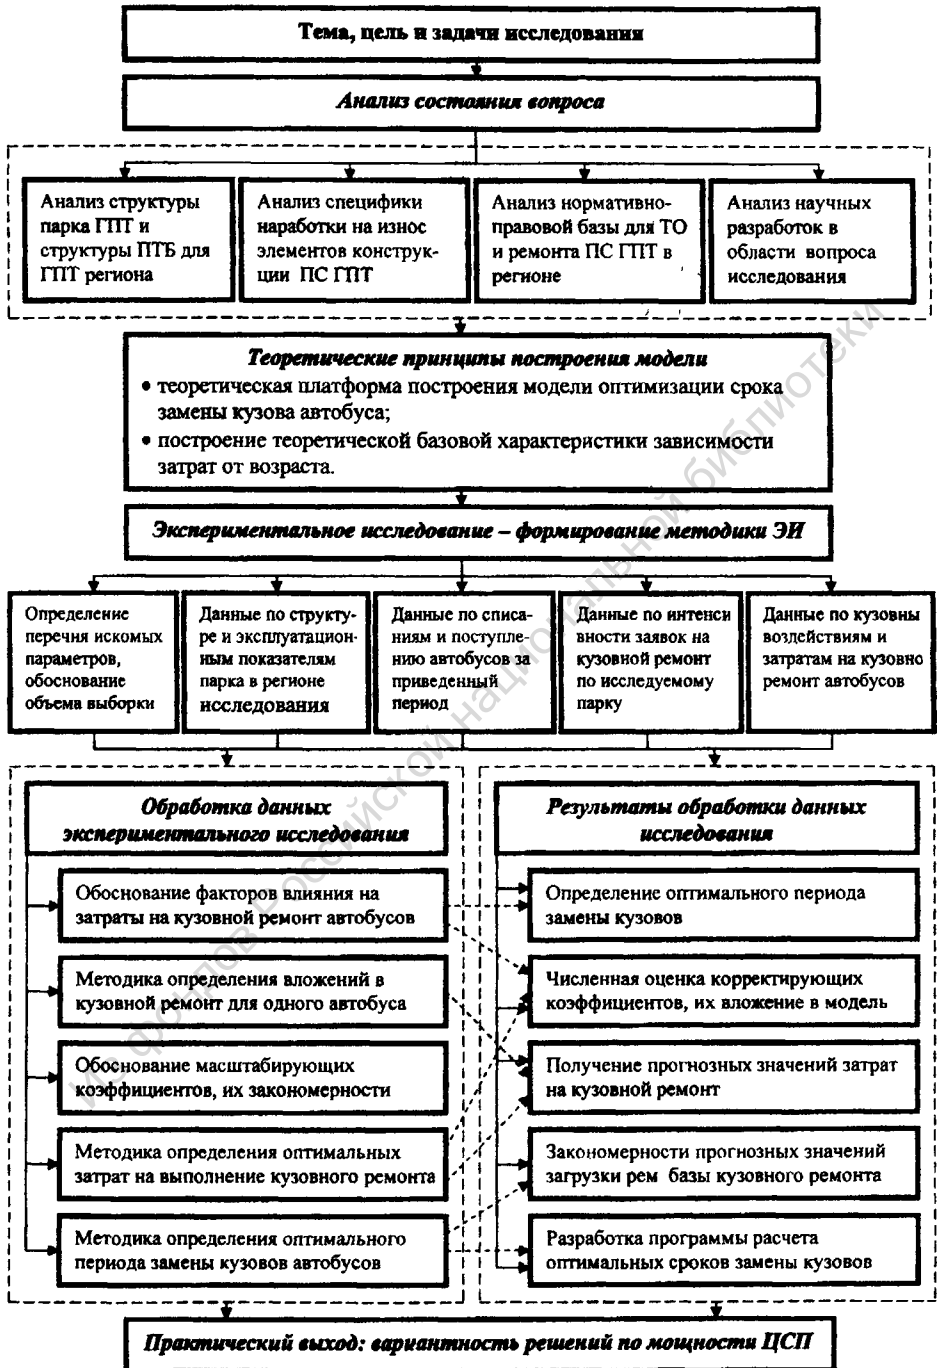 Тема, цель и задачи исследования
Анализ состояния вопроса
Анализ структуры
парка ГПТ и
структуры ПТБ для
ГПТ региона
Анализ специфики
наработки на износ
элементов конструк-
ции ПС ГПТ
Анализ нормативно-
правовой базы для ТО
и ремонта ПС ГПТ в
регионе
Анализ научных
разработок в
области вопроса
исследования
Теоретические принципы построения модели
• теоретическая платформа построения модели оптимизации срока
замены кузова автобуса;
• построение теоретической базовой характеристики зависимости
затрат от возраста.
Экспериментальное исследование – формирование методики ЭИ
Определение
перечня искомых
параметров,
обоснование
объема выборки
Данные по структу-
ре и эксплуатацион-
ным показателям
парка в регионе
исследования
Данные по списа-
ниям и поступле-
нию автобусов за
приведенный
период
Данные по интенси
вности заявок на
кузовной ремонт
по исследуемому
парку
Данные по кузовны
воздействиям и
затратам на кузовно
ремонт автобусов
Обработка данных
экспериментального исследования
Обоснование факторов влияния на
затраты на кузовной ремонт автобусов
Методика определения вложений в
кузовной ремонт для одного автобуса
Обоснование масштабирующих
коэффициентов, их закономерности
Методика определения оптимальных
затрат на выполнение кузовного ремонта
Методика определения оптимального
периода замены кузовов автобусов
Результаты обработки данных
исследования
Определение оптимального периода
замены кузовов
Численная оценка корректирующих
коэффициентов, их вложение в модель
Получение прогнозных значений затрат
на кузовной ремонт
Закономерности прогнозных значений
загрузки рем базы кузовного ремонта
Разработка программы расчета
оптимальных сроков замены кузовов
Практический выход: вариантность решений по мощности ЦСП
Из фондов Российской национальной библиотеки